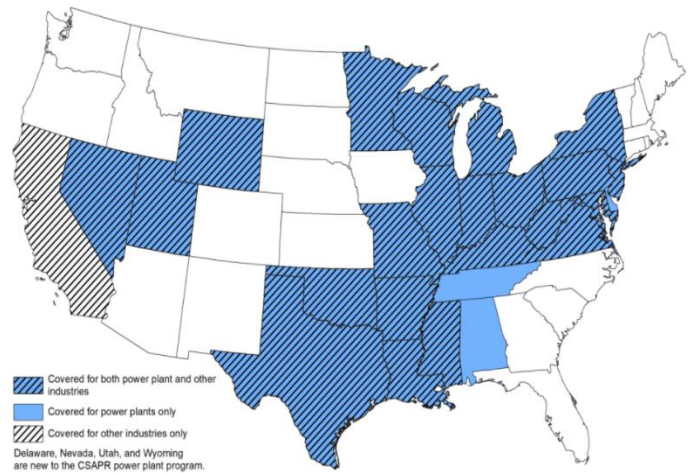 Covered for both power plant and other
industries
Covered for power plants only
Covered for other industries only
Delaware, Nevada, Utah, and Wyoming
are new to the CSAPR power plant program.